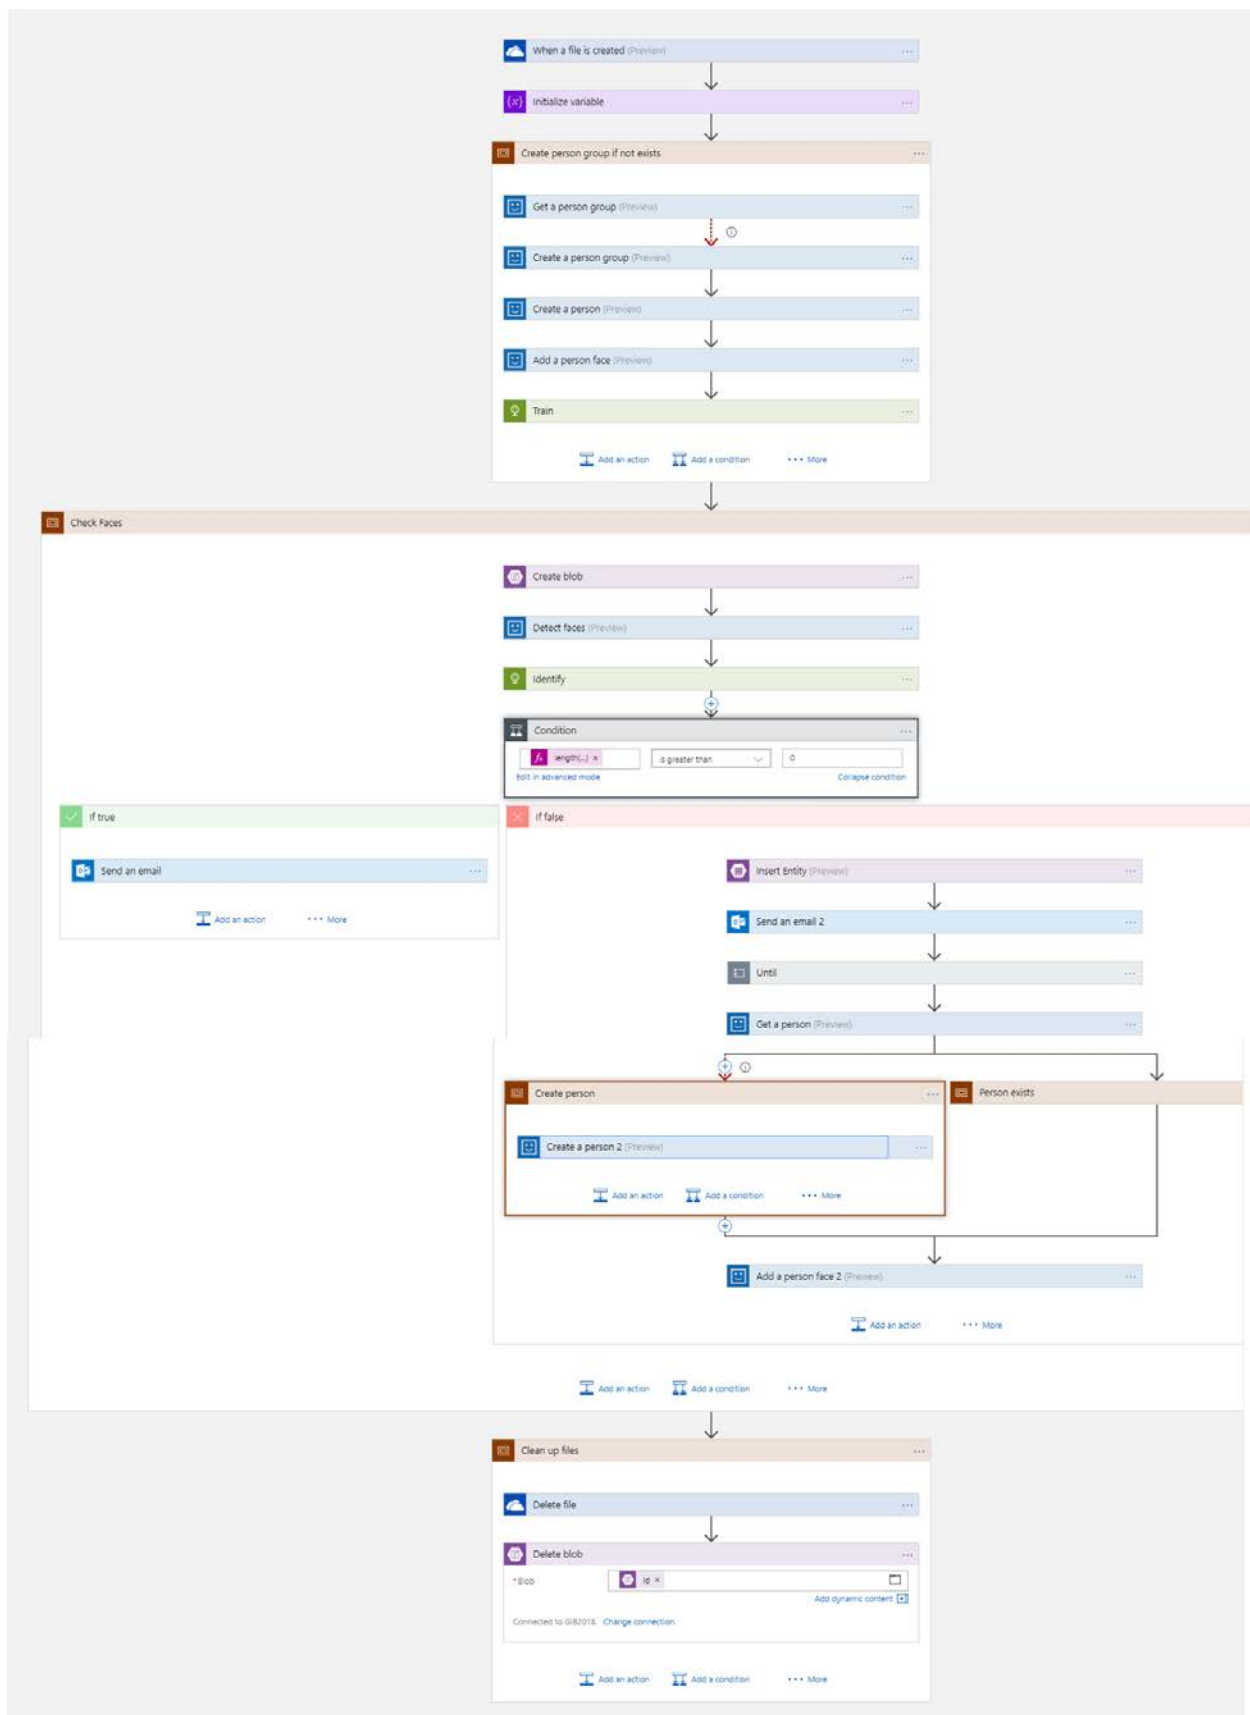 When a file is created (Preview)
{x} Initialize variable
Create person group if not exists
Get a person group (Preview)
Create a person group (Preview)
Create a person (Preview)
Add a person face (Preview)
Train
Add an action Add a condition ••• More
Check Faces
Create blob
Detect faces (Preview)
Identify
Condition
fx length(...) × is greater than 0
Edit in advanced mode Collapse condition
If true If false
Send an email Insert Entity (Preview)
Add an action ••• More Send an email 2
Until
Get a person (Preview)
Create person Person exists
Create a person 2 (Preview)
Add an action Add a condition ••• More
Add a person face 2 (Preview)
Add an action ••• More
Add an action Add a condition ••• More
Clean up files
Delete file
Delete blob
* Blob Id ×
Add dynamic content
Connected to GIB2018. Change connection.
Add an action Add a condition ••• More